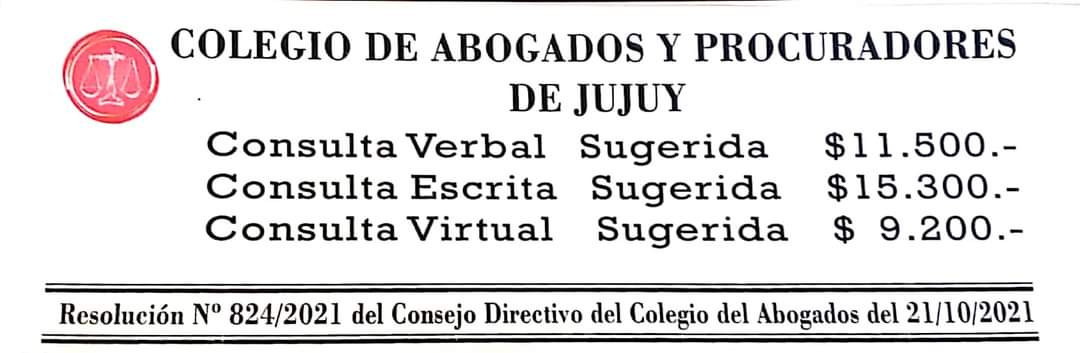 COLEGIO DE ABOGADOS Y PROCURADORES
DE JUJUY
Consulta Verbal Sugerida $11.500.-
Consulta Escrita Sugerida $15.300.-
Consulta Virtual Sugerida $ 9.200.-
Resolución Nº 824/2021 del Consejo Directivo del Colegio del Abogados del 21/10/2021